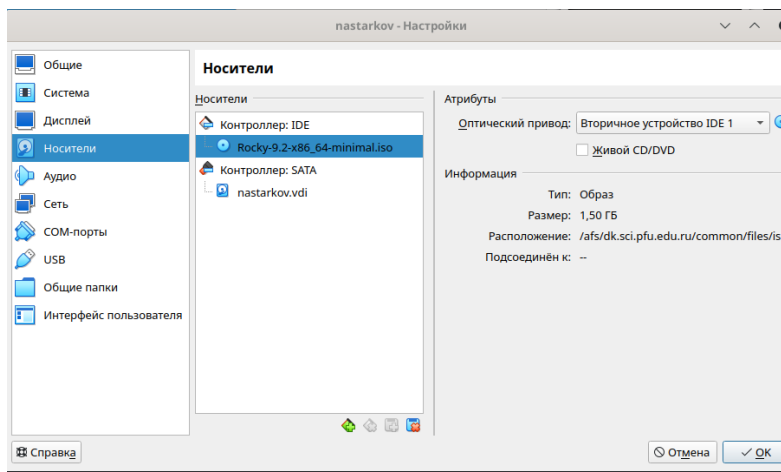 nastarkov - Настройки
Общие
Система
Дисплей
Носители
Аудио
Сеть
COM-порты
USB
Общие папки
Интерфейс пользователя
Носители
Носители
Контроллер: IDE
Rocky-9.2-x86_64-minimal.iso
Контроллер: SATA
nastarkov.vdi
Атрибуты
Оптический привод: Вторичное устройство IDE 1
Живой CD/DVD
Информация
Тип: Образ
Размер: 1,50 ГБ
Расположение: /afs/dk.sci.pfu.edu.ru/common/files/is
Подсоединён к: --
Справка
Отмена
OK